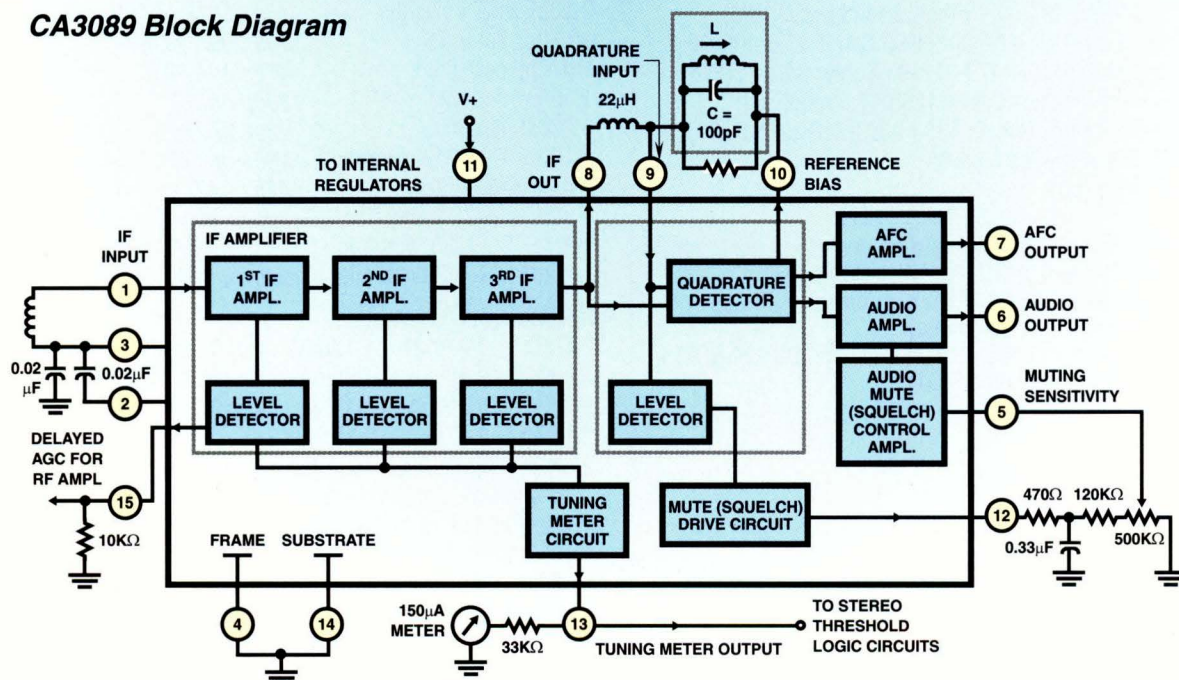 CA3089 Block Diagram
QUADRATURE
INPUT
L
22µH
C =
100pF
V+
TO INTERNAL
REGULATORS
11
IF
OUT
8
9
10
REFERENCE
BIAS
IF
INPUT
1
IF AMPLIFIER
1ST IF
AMPL.
2ND IF
AMPL.
3RD IF
AMPL.
QUADRATURE
DETECTOR
AFC
AMPL.
7
AFC
OUTPUT
AUDIO
AMPL.
6
AUDIO
OUTPUT
3
0.02
µF
0.02µF
2
LEVEL
DETECTOR
LEVEL
DETECTOR
LEVEL
DETECTOR
LEVEL
DETECTOR
AUDIO
MUTE
(SQUELCH)
CONTROL
AMPL.
5
MUTING
SENSITIVITY
DELAYED
AGC FOR
RF AMPL
15
10KΩ
TUNING
METER
CIRCUIT
MUTE (SQUELCH)
DRIVE CIRCUIT
12
470Ω
120KΩ
0.33µF
500KΩ
FRAME
SUBSTRATE
4
14
150µA
METER
33KΩ
13
TUNING METER OUTPUT
TO STEREO
THRESHOLD
LOGIC CIRCUITS